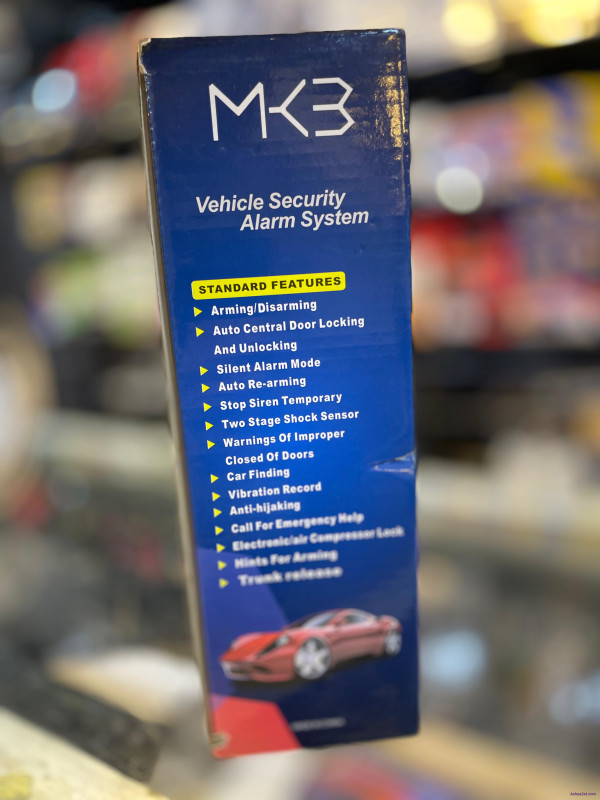 MKB
Vehicle Security
Alarm System
STANDARD FEATURES
Arming/Disarming
Auto Central Door Locking
And Unlocking
Silent Alarm Mode
Auto Re-arming
Stop Siren Temporary
Two Stage Shock Sensor
Warnings Of Improper
Closed Of Doors
Car Finding
Vibration Record
Anti-hijaking
Call For Emergency Help
Electronic/air Compressor Lock
Hints For Arming
Trunk release